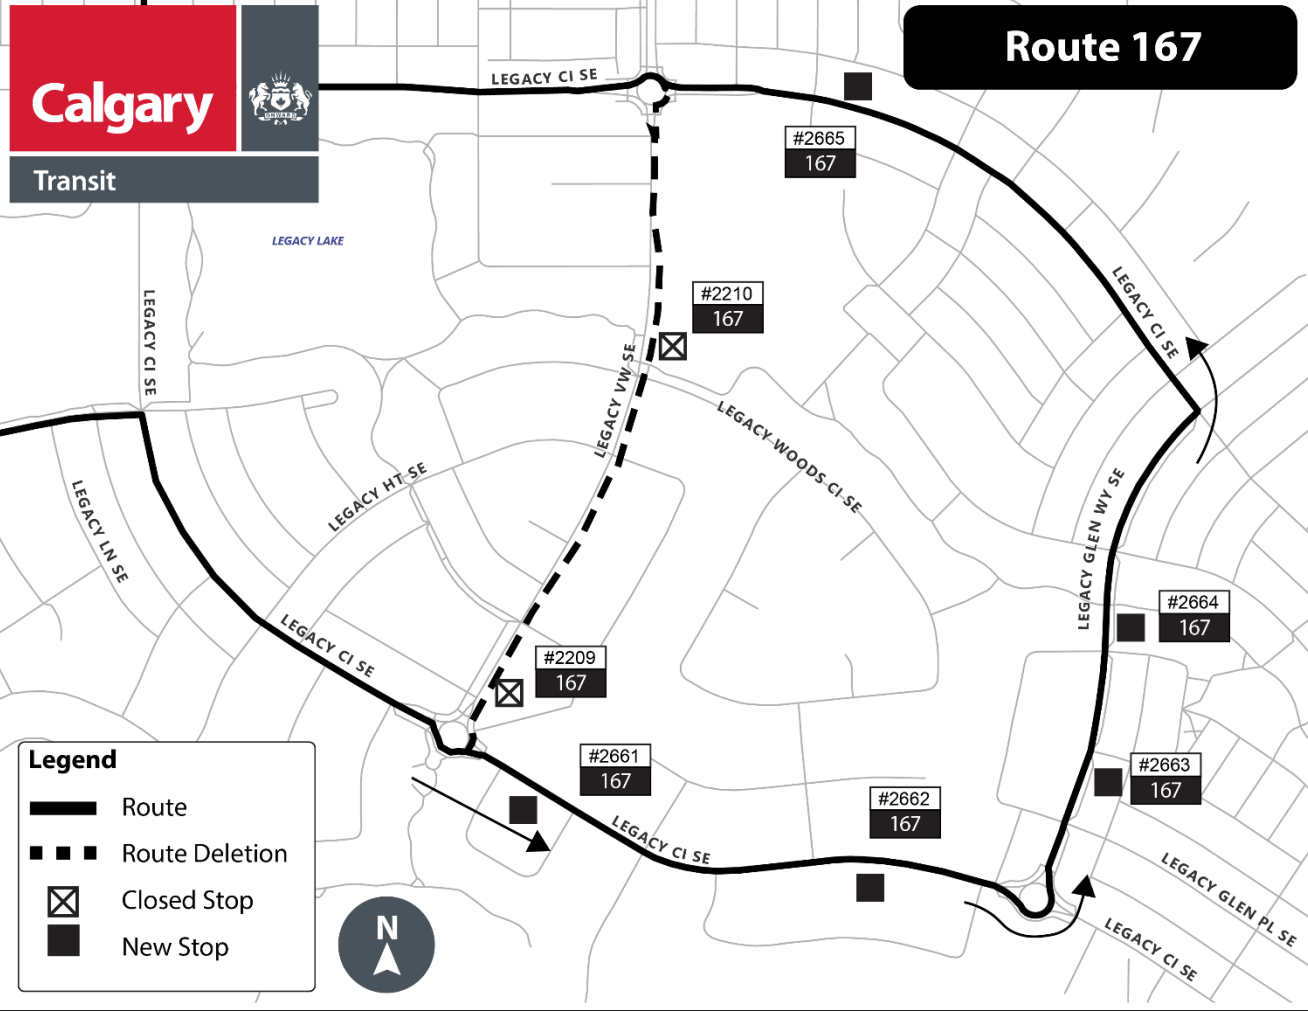 Calgary
ONWARD
Transit
Route 167
LEGACY CI SE
#2665
167
LEGACY LAKE
LEGACY CI SE
LEGACY CI SE
#2210
167
LEGACY VW SE
LEGACY WOODS CI SE
LEGACY HT SE
LEGACY LN SE
LEGACY GLEN WY SE
#2664
167
LEGACY CI SE
#2209
167
#2661
167
#2663
167
#2662
167
LEGACY CI SE
LEGACY GLEN PL SE
LEGACY CI SE
Legend
Route
Route Deletion
Closed Stop
New Stop
N